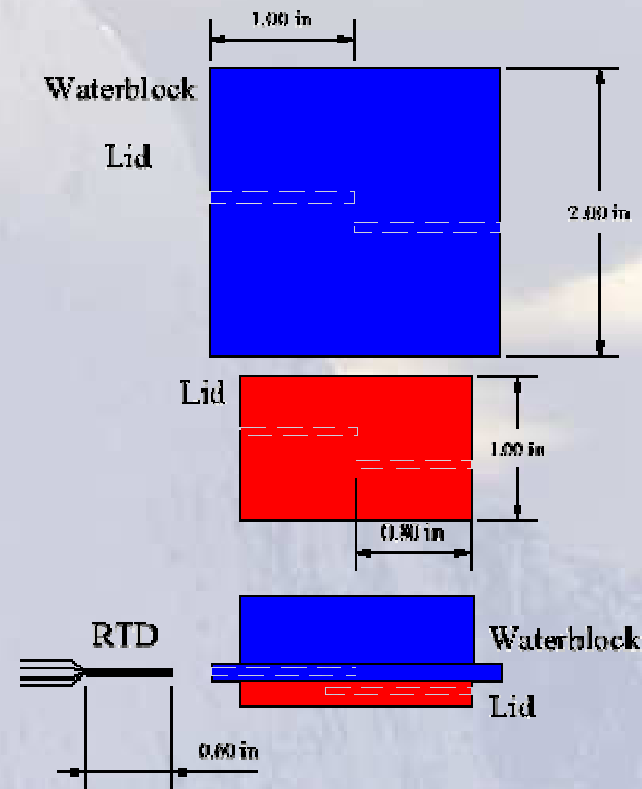 1.00 in
Waterblock
Lid
2.00 in
Lid
1.00 in
0.80 in
RTD
Waterblock
Lid
0.60 in